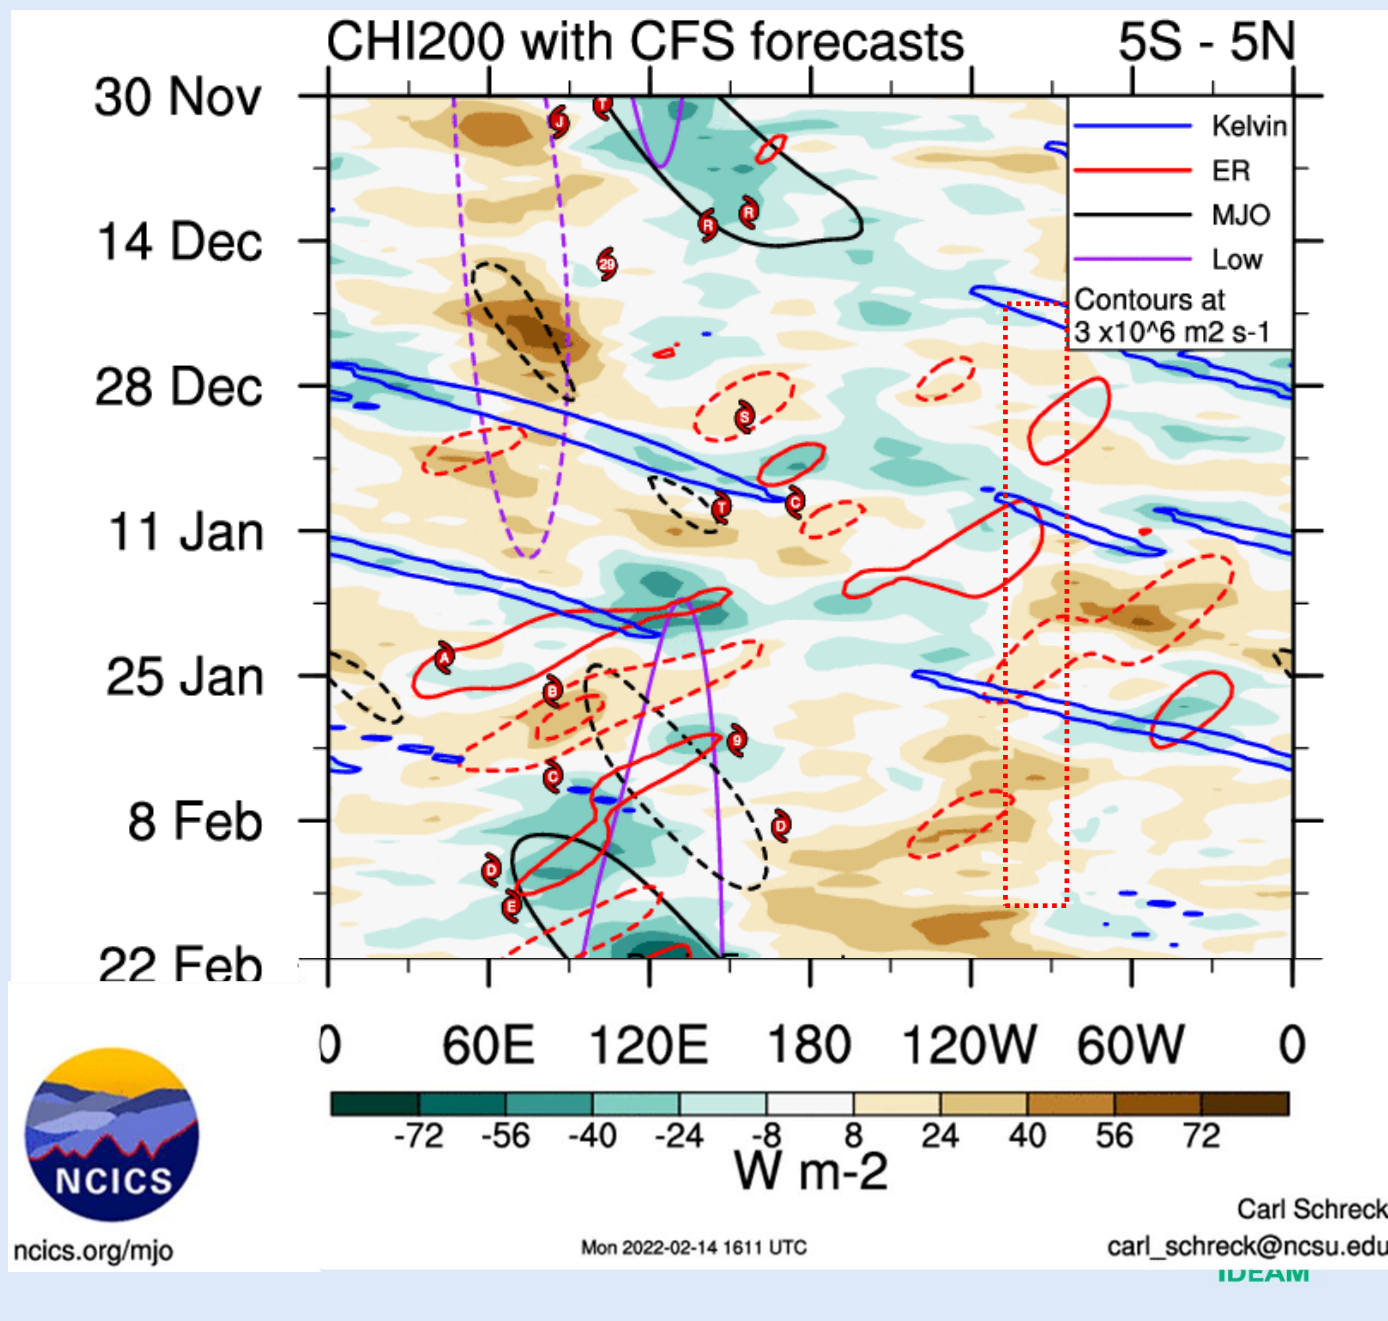 CHI200 with CFS forecasts 5S - 5N
30 Nov
14 Dec
28 Dec
11 Jan
25 Jan
8 Feb
22 Feb
Kelvin
ER
MJO
Low
Contours at
3 x10^6 m2 s-1
J
T
R
R
29
S
T
C
A
B
9
C
D
D
E
0 60E 120E 180 120W 60W 0
-72 -56 -40 -24 -8 8 24 40 56 72
W m-2
NCICS
ncics.org/mjo
Mon 2022-02-14 1611 UTC
Carl Schreck
carl_schreck@ncsu.edu
IDEAM